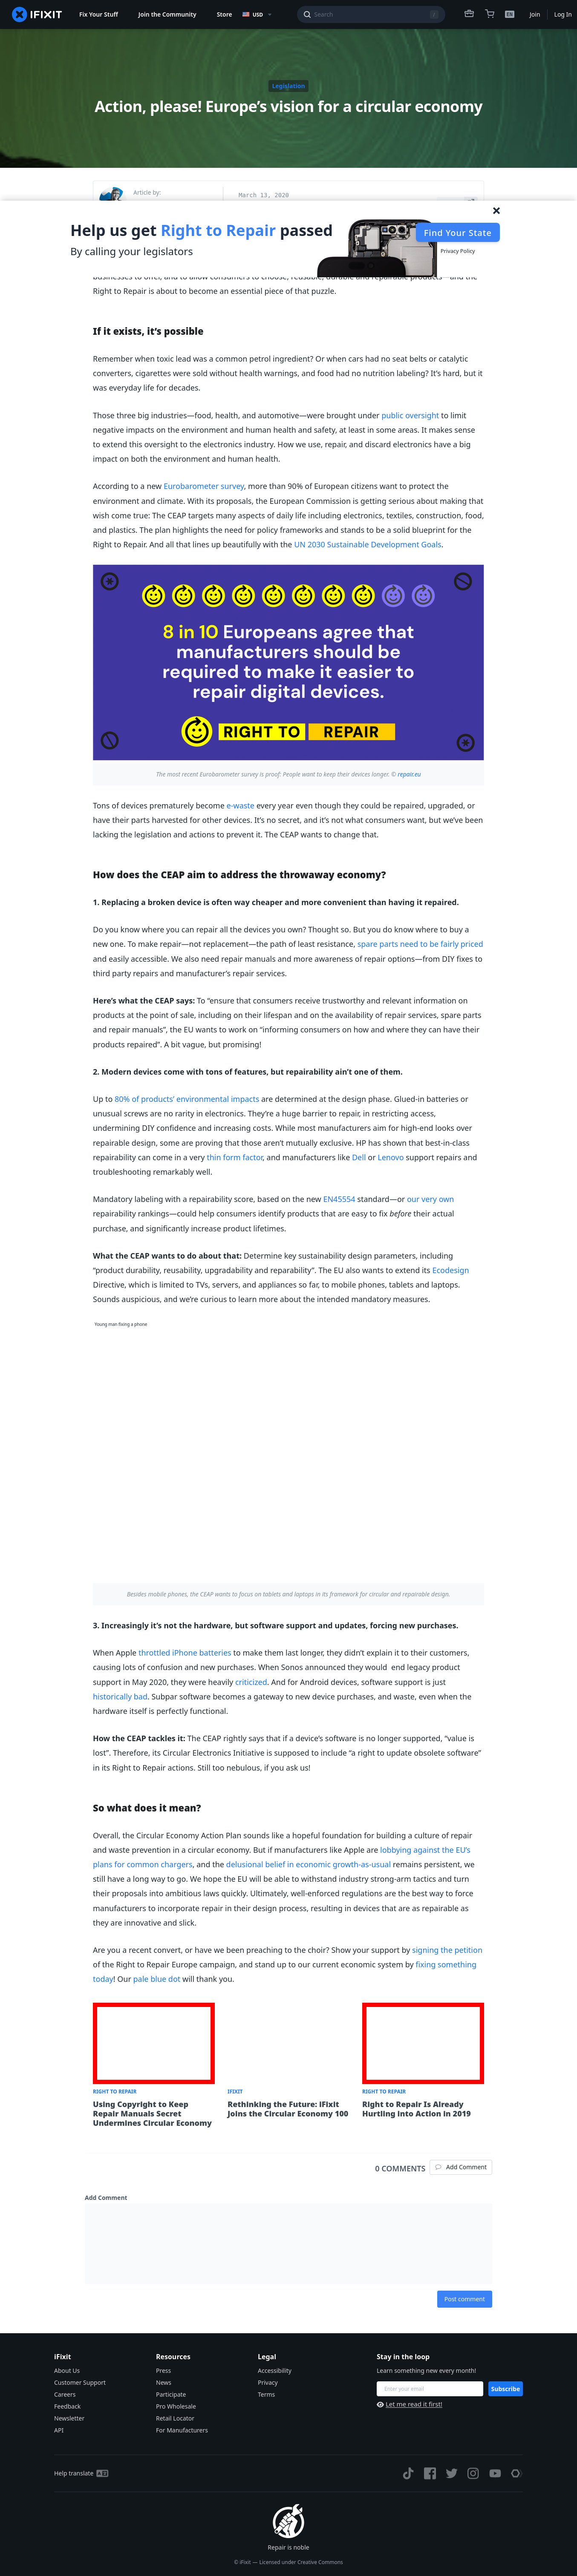 IFIXIT
Fix Your Stuff
Join the Community
Store
USD
Search
/
EN
Join
Log In
Legislation
Action, please! Europe’s vision for a circular economy
Article by:
March 13, 2020
Help us get Right to Repair passed
By calling your legislators
Find Your State
Privacy Policy
Right to Repair is about to become an essential piece of that puzzle.
If it exists, it’s possible
Remember when toxic lead was a common petrol ingredient? Or when cars had no seat belts or catalytic
converters, cigarettes were sold without health warnings, and food had no nutrition labeling? It’s hard, but it
was everyday life for decades.
Those three big industries—food, health, and automotive—were brought under public oversight to limit
negative impacts on the environment and human health and safety, at least in some areas. It makes sense
to extend this oversight to the electronics industry. How we use, repair, and discard electronics have a big
impact on both the environment and human health.
According to a new Eurobarometer survey, more than 90% of European citizens want to protect the
environment and climate. With its proposals, the European Commission is getting serious about making that
wish come true: The CEAP targets many aspects of daily life including electronics, textiles, construction, food,
and plastics. The plan highlights the need for policy frameworks and stands to be a solid blueprint for the
Right to Repair. And all that lines up beautifully with the UN 2030 Sustainable Development Goals.
8 in 10 Europeans agree that
manufacturers should be
required to make it easier to
repair digital devices.
RIGHT TO REPAIR
The most recent Eurobarometer survey is proof: People want to keep their devices longer. © repair.eu
Tons of devices prematurely become e-waste every year even though they could be repaired, upgraded, or
have their parts harvested for other devices. It’s no secret, and it’s not what consumers want, but we’ve been
lacking the legislation and actions to prevent it. The CEAP wants to change that.
How does the CEAP aim to address the throwaway economy?
1. Replacing a broken device is often way cheaper and more convenient than having it repaired.
Do you know where you can repair all the devices you own? Thought so. But you do know where to buy a
new one. To make repair—not replacement—the path of least resistance, spare parts need to be fairly priced
and easily accessible. We also need repair manuals and more awareness of repair options—from DIY fixes to
third party repairs and manufacturer’s repair services.
Here’s what the CEAP says: To “ensure that consumers receive trustworthy and relevant information on
products at the point of sale, including on their lifespan and on the availability of repair services, spare parts
and repair manuals”, the EU wants to work on “informing consumers on how and where they can have their
products repaired”. A bit vague, but promising!
2. Modern devices come with tons of features, but repairability ain’t one of them.
Up to 80% of products’ environmental impacts are determined at the design phase. Glued-in batteries or
unusual screws are no rarity in electronics. They’re a huge barrier to repair, in restricting access,
undermining DIY confidence and increasing costs. While most manufacturers aim for high-end looks over
repairable design, some are proving that those aren’t mutually exclusive. HP has shown that best-in-class
repairability can come in a very thin form factor, and manufacturers like Dell or Lenovo support repairs and
troubleshooting remarkably well.
Mandatory labeling with a repairability score, based on the new EN45554 standard—or our very own
repairability rankings—could help consumers identify products that are easy to fix before their actual
purchase, and significantly increase product lifetimes.
What the CEAP wants to do about that: Determine key sustainability design parameters, including
“product durability, reusability, upgradability and reparability”. The EU also wants to extend its Ecodesign
Directive, which is limited to TVs, servers, and appliances so far, to mobile phones, tablets and laptops.
Sounds auspicious, and we’re curious to learn more about the intended mandatory measures.
Young man fixing a phone
Besides mobile phones, the CEAP wants to focus on tablets and laptops in its framework for circular and repairable design.
3. Increasingly it’s not the hardware, but software support and updates, forcing new purchases.
When Apple throttled iPhone batteries to make them last longer, they didn’t explain it to their customers,
causing lots of confusion and new purchases. When Sonos announced they would end legacy product
support in May 2020, they were heavily criticized. And for Android devices, software support is just
historically bad. Subpar software becomes a gateway to new device purchases, and waste, even when the
hardware itself is perfectly functional.
How the CEAP tackles it: The CEAP rightly says that if a device’s software is no longer supported, “value is
lost”. Therefore, its Circular Electronics Initiative is supposed to include “a right to update obsolete software”
in its Right to Repair actions. Still too nebulous, if you ask us!
So what does it mean?
Overall, the Circular Economy Action Plan sounds like a hopeful foundation for building a culture of repair
and waste prevention in a circular economy. But if manufacturers like Apple are lobbying against the EU’s
plans for common chargers, and the delusional belief in economic growth-as-usual remains persistent, we
still have a long way to go. We hope the EU will be able to withstand industry strong-arm tactics and turn
their proposals into ambitious laws quickly. Ultimately, well-enforced regulations are the best way to force
manufacturers to incorporate repair in their design process, resulting in devices that are as repairable as
they are innovative and slick.
Are you a recent convert, or have we been preaching to the choir? Show your support by signing the petition
of the Right to Repair Europe campaign, and stand up to our current economic system by fixing something
today! Our pale blue dot will thank you.
RIGHT TO REPAIR
Using Copyright to Keep
Repair Manuals Secret
Undermines Circular Economy
IFIXIT
Rethinking the Future: iFixit
Joins the Circular Economy 100
RIGHT TO REPAIR
Right to Repair Is Already
Hurtling Into Action in 2019
0 COMMENTS
Add Comment
Add Comment
Post comment
iFixit
About Us
Customer Support
Careers
Feedback
Newsletter
API
Resources
Press
News
Participate
Pro Wholesale
Retail Locator
For Manufacturers
Legal
Accessibility
Privacy
Terms
Stay in the loop
Learn something new every month!
Enter your email
Subscribe
Let me read it first!
Help translate
Repair is noble
© iFixit — Licensed under Creative Commons